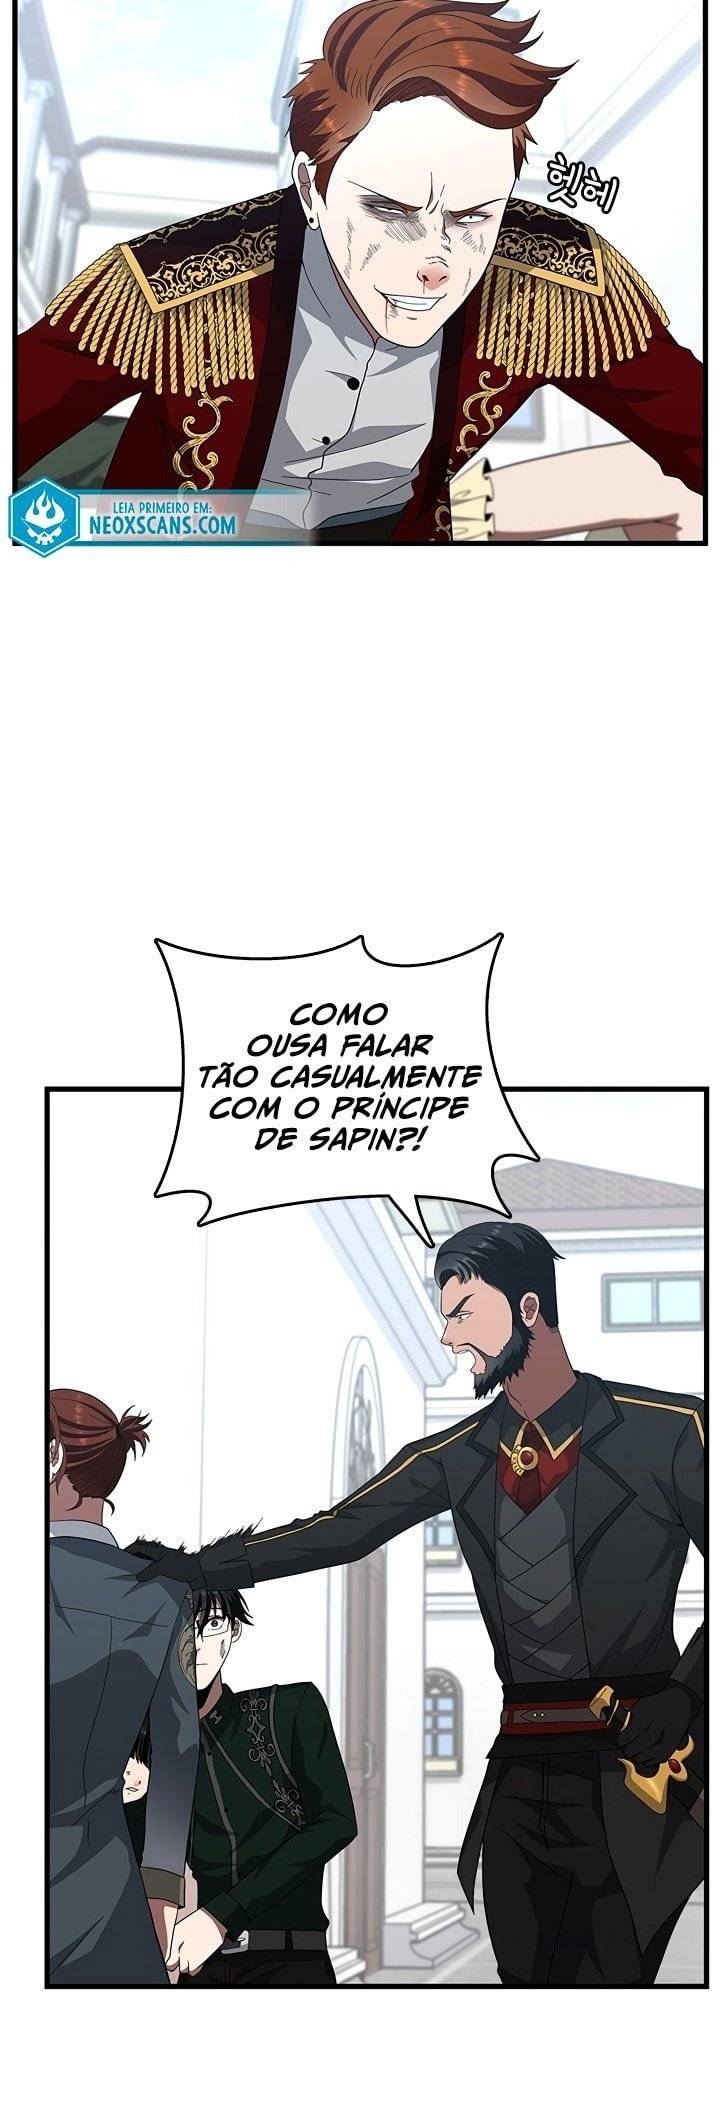 헷헤
LEIA PRIMEIRO EM:
NEOXSCANS.COM
COMO
OUSA FALAR
TÃO CASUALMENTE
COM O PRÍNCIPE
DE SAPIN?!